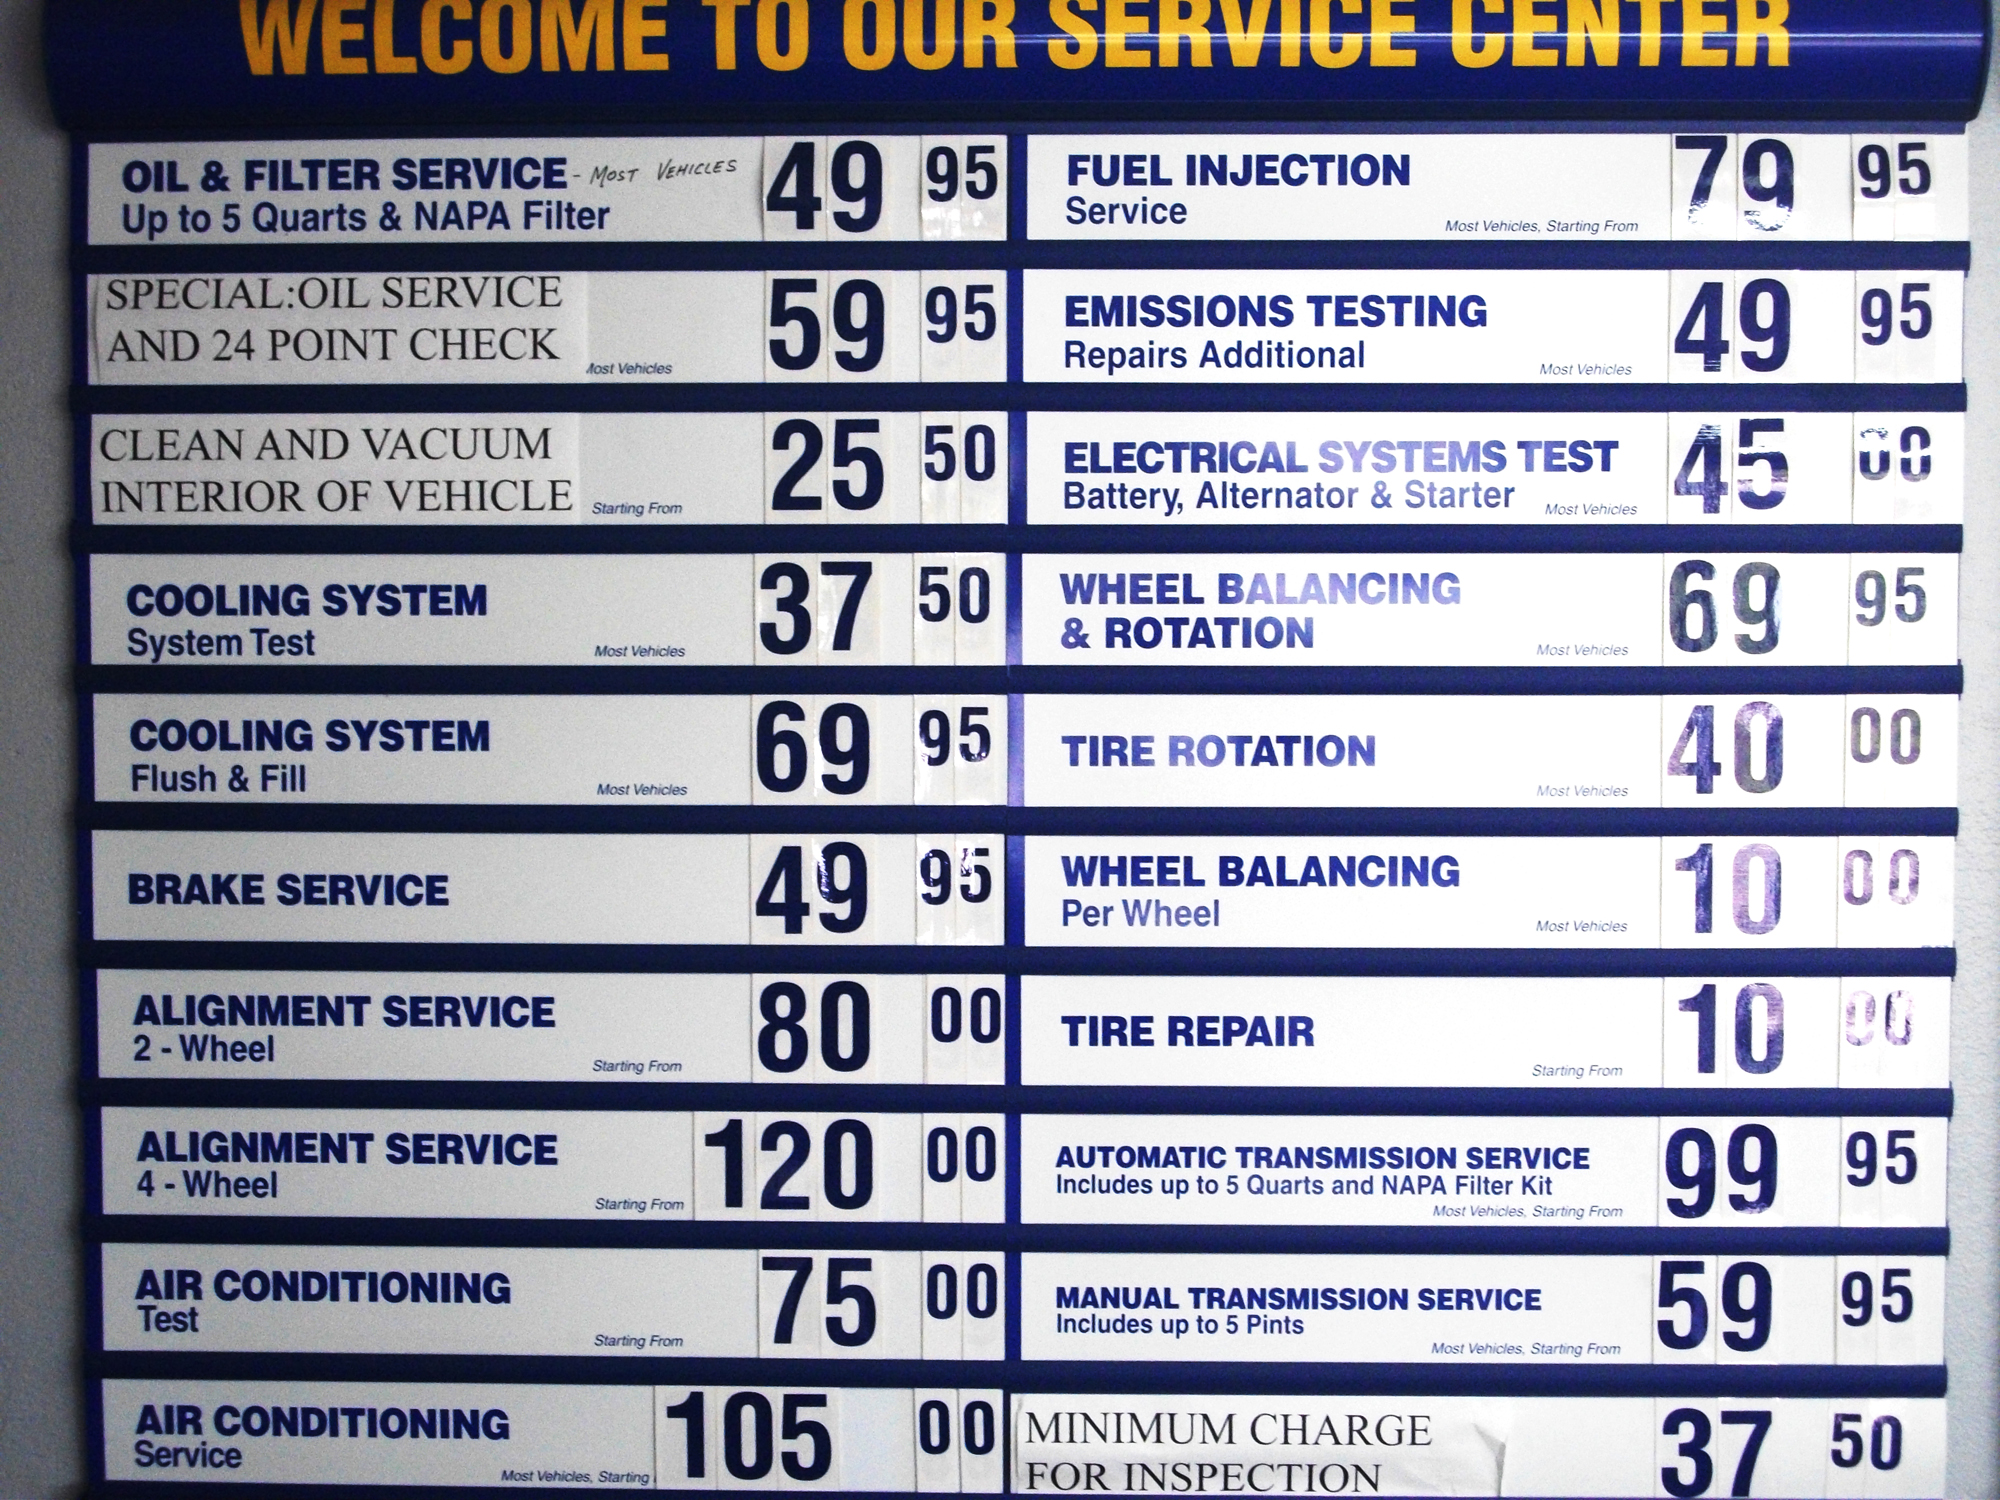 WELCOME TO OUR SERVICE CENTER
OIL & FILTER SERVICE - MOST VEHICLES 49 95
Up to 5 Quarts & NAPA Filter
SPECIAL:OIL SERVICE 59 95
AND 24 POINT CHECK
Most Vehicles
CLEAN AND VACUUM 25 50
INTERIOR OF VEHICLE Starting From
COOLING SYSTEM 37 50
System Test Most Vehicles
COOLING SYSTEM 69 95
Flush & Fill Most Vehicles
BRAKE SERVICE 49 95
ALIGNMENT SERVICE 80 00
2 - Wheel Starting From
ALIGNMENT SERVICE 120 00
4 - Wheel Starting From
AIR CONDITIONING 75 00
Test Starting From
AIR CONDITIONING 105 00
Service Most Vehicles, Starting
FUEL INJECTION 79 95
Service Most Vehicles, Starting From
EMISSIONS TESTING 49 95
Repairs Additional Most Vehicles
ELECTRICAL SYSTEMS TEST 45 00
Battery, Alternator & Starter Most Vehicles
WHEEL BALANCING 69 95
& ROTATION Most Vehicles
TIRE ROTATION 40 00
Most Vehicles
WHEEL BALANCING 10 00
Per Wheel Most Vehicles
TIRE REPAIR 10 00
Starting From
AUTOMATIC TRANSMISSION SERVICE 99 95
Includes up to 5 Quarts and NAPA Filter Kit
Most Vehicles, Starting From
MANUAL TRANSMISSION SERVICE 59 95
Includes up to 5 Pints
Most Vehicles, Starting From
MINIMUM CHARGE 37 50
FOR INSPECTION